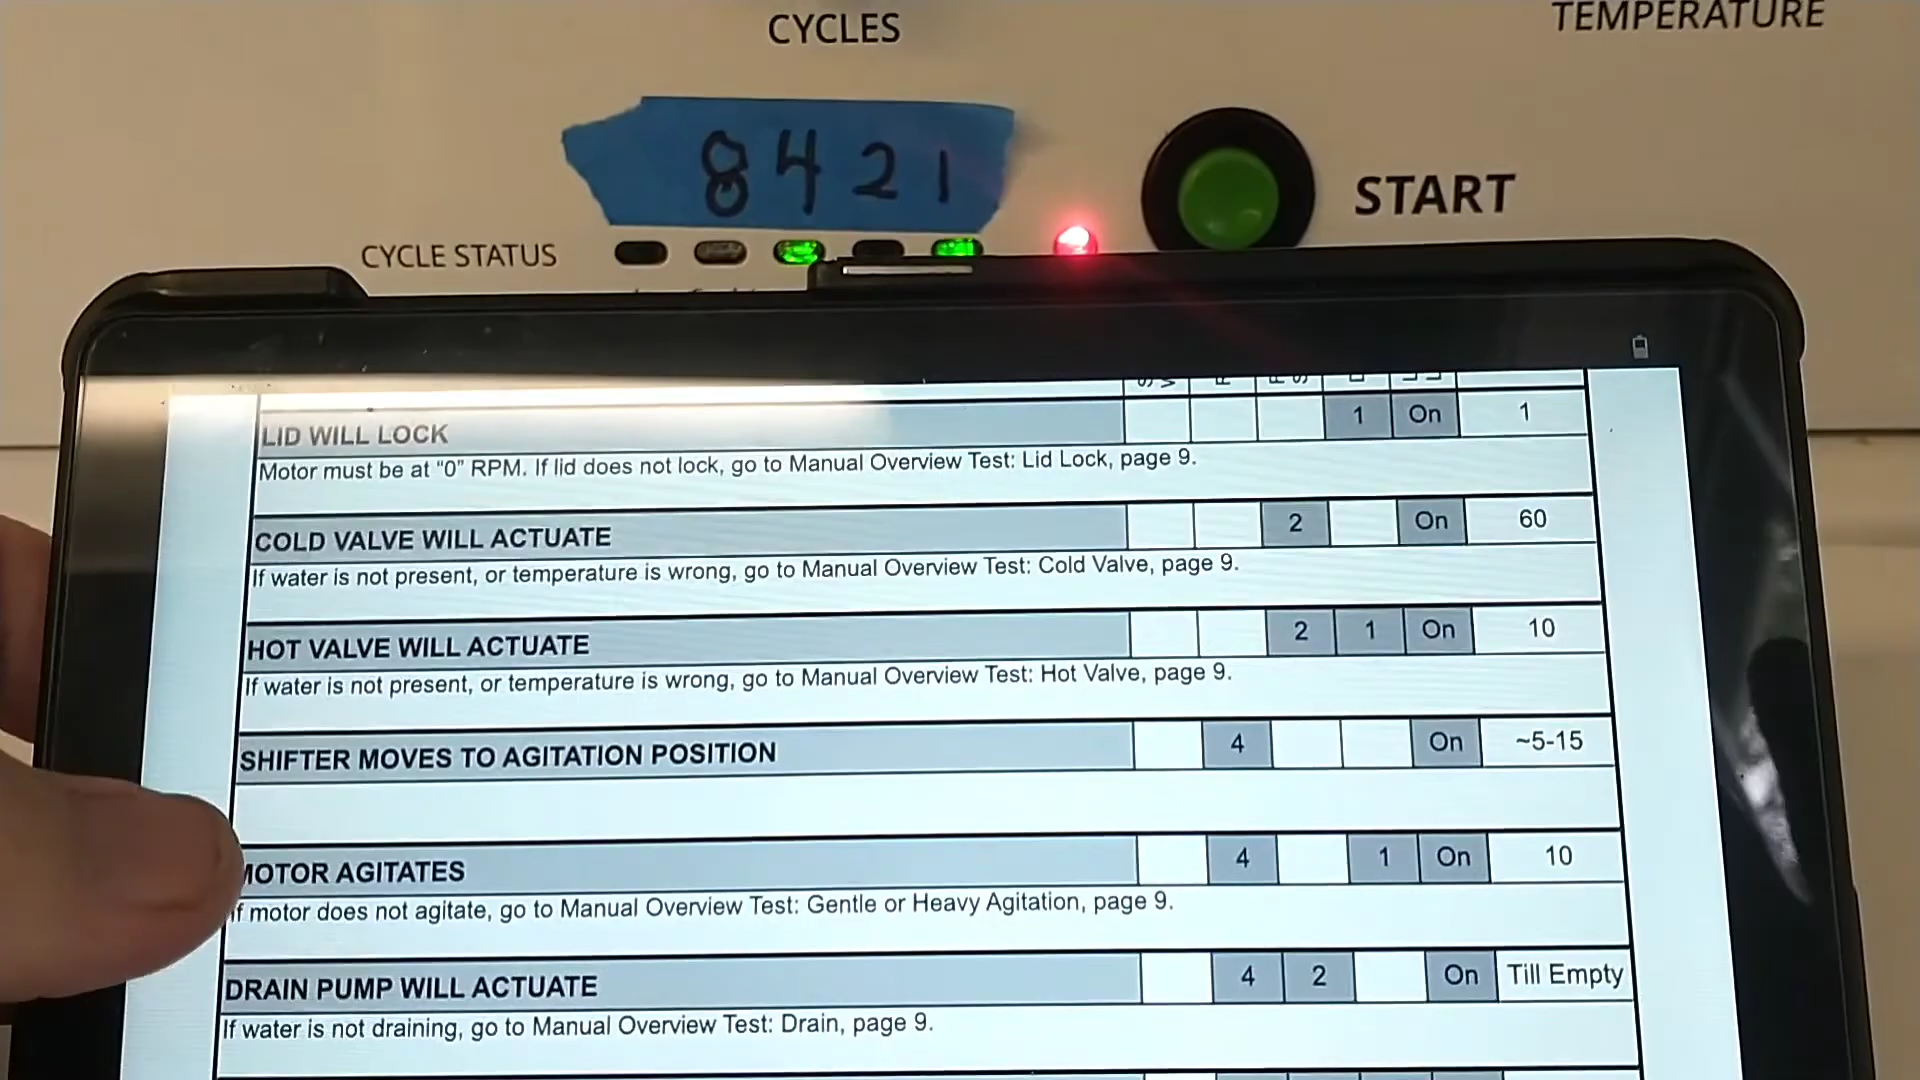 CYCLES
TEMPERATURE
8 4 2 1
START
CYCLE STATUS
LID WILL LOCK 1 On 1
Motor must be at “0” RPM. If lid does not lock, go to Manual Overview Test: Lid Lock, page 9.
COLD VALVE WILL ACTUATE 2 On 60
If water is not present, or temperature is wrong, go to Manual Overview Test: Cold Valve, page 9.
HOT VALVE WILL ACTUATE 2 1 On 10
If water is not present, or temperature is wrong, go to Manual Overview Test: Hot Valve, page 9.
SHIFTER MOVES TO AGITATION POSITION 4 On ~5-15
MOTOR AGITATES 4 1 On 10
If motor does not agitate, go to Manual Overview Test: Gentle or Heavy Agitation, page 9.
DRAIN PUMP WILL ACTUATE 4 2 On Till Empty
If water is not draining, go to Manual Overview Test: Drain, page 9.